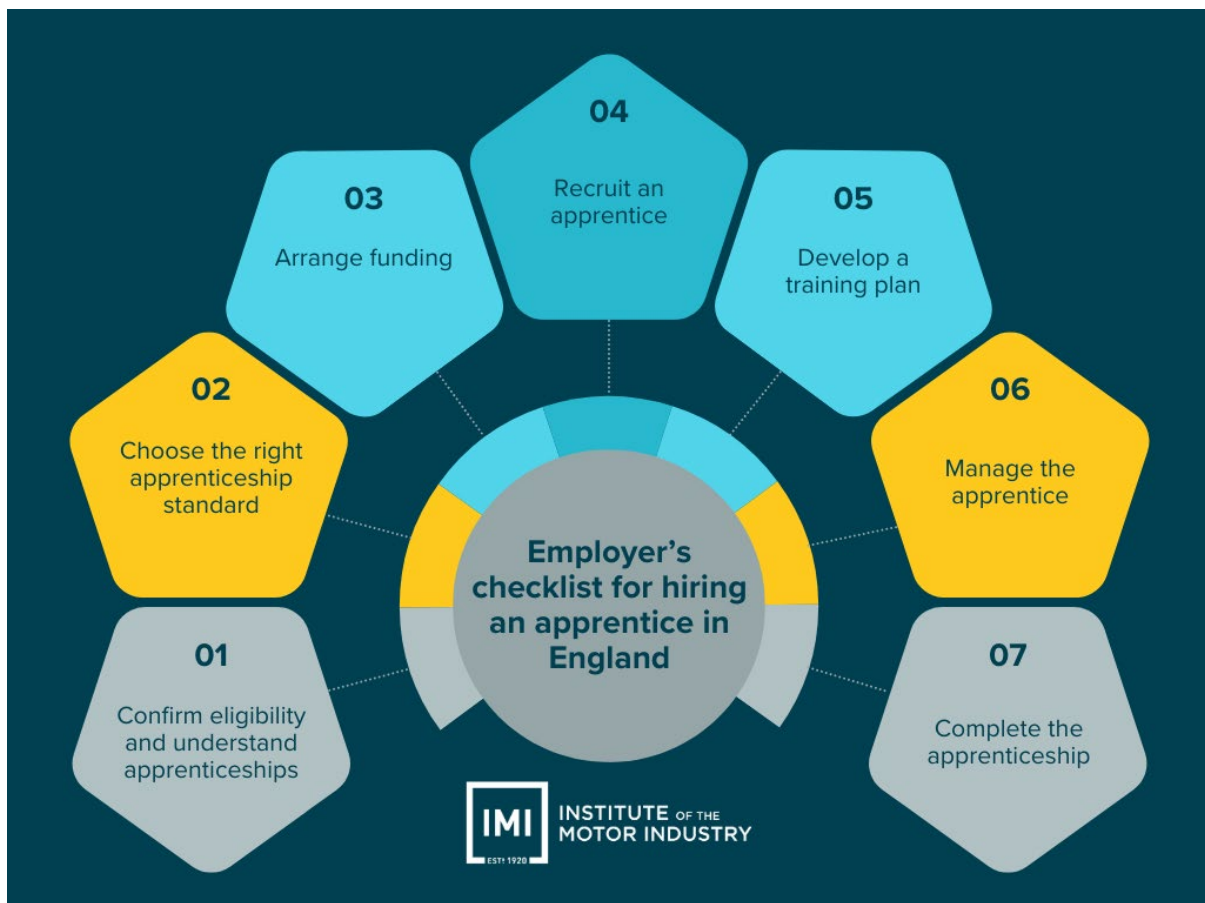 01
Confirm eligibility
and understand
apprenticeships
02
Choose the right
apprenticeship
standard
03
Arrange funding
04
Recruit an
apprentice
05
Develop a
training plan
06
Manage the
apprentice
07
Complete the
apprenticeship
Employer’s
checklist for hiring
an apprentice in
England
IMI
ESTD 1920
INSTITUTE OF THE
MOTOR INDUSTRY